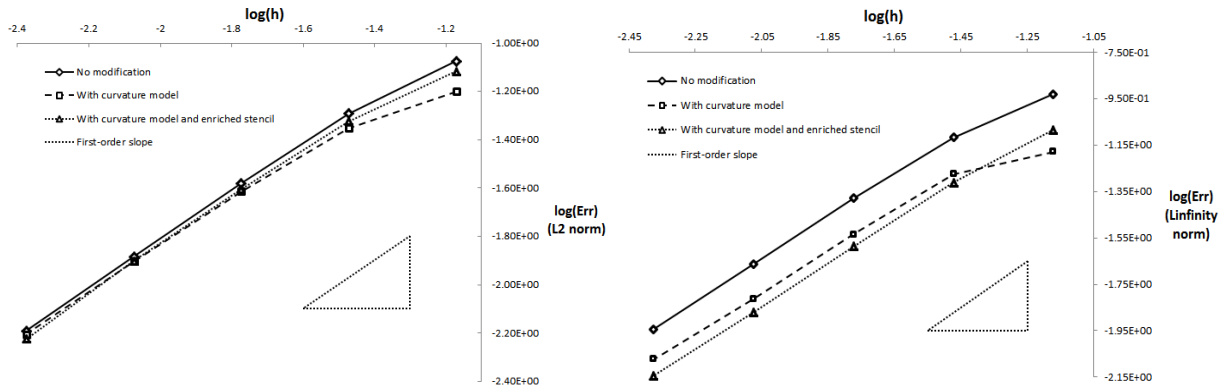 log(h)
-2.4 -2.2 -2 -1.8 -1.6 -1.4 -1.2
-1.00E+00
-1.20E+00
-1.40E+00
-1.60E+00
-1.80E+00
-2.00E+00
-2.20E+00
-2.40E+00
No modification
With curvature model
With curvature model and enriched stencil
First-order slope
log(Err)
(L2 norm)
log(h)
-2.45 -2.25 -2.05 -1.85 -1.65 -1.45 -1.25 -1.05
-7.50E-01
-9.50E-01
-1.15E+00
-1.35E+00
-1.55E+00
-1.75E+00
-1.95E+00
-2.15E+00
No modification
With curvature model
With curvature model and enriched stencil
First-order slope
log(Err)
(Linfinity
norm)